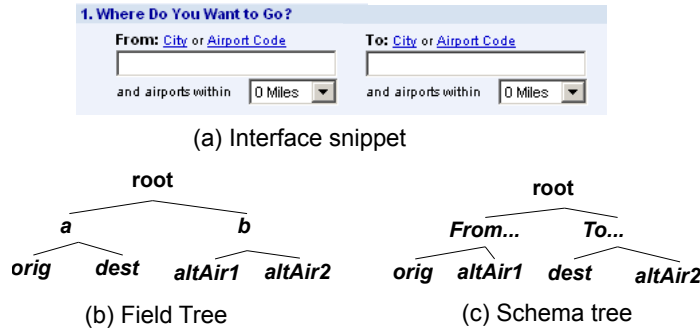 1. Where Do You Want to Go?
From: City or Airport Code To: City or Airport Code
and airports within 0 Miles and airports within 0 Miles
(a) Interface snippet
root root
a b From... To...
orig dest altAir1 altAir2 orig altAir1 dest altAir2
(b) Field Tree (c) Schema tree